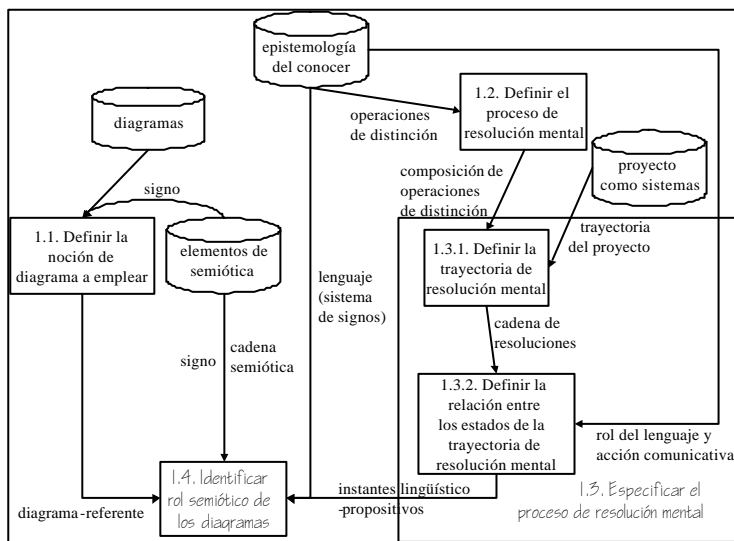 epistemología
del conocer
diagramas
operaciones
de distinción
1.2. Definir el
proceso de
resolución mental
signo
composición de
operaciones
de distinción
proyecto
como sistemas
1.1. Definir la
noción de
diagrama a emplear
elementos de
semiótica
trayectoria
del proyecto
1.3.1. Definir la
trayectoria de
resolución mental
lenguaje
(sistema
de signos)
cadena de
resoluciones
signo
cadena
semiótica
1.3.2. Definir la
relación entre
los estados de la
trayectoria de
resolución mental
rol del lenguaje y
acción comunicativa
1.4. Identificar
rol semiótico de
los diagramas
diagrama-referente
instantes lingüístico
-propositivos
1.3. Especificar el
proceso de resolución mental